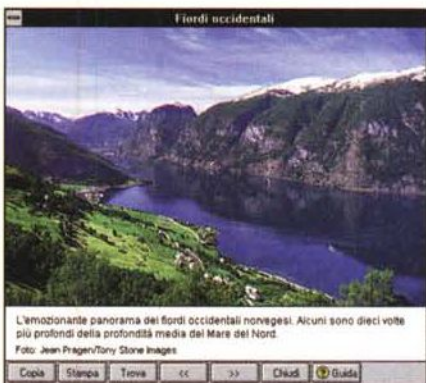 Fiordi occidentali
L'emozionante panorama dei fiordi occidentali norvegesi. Alcuni sono dieci volte
più profondi della profondità media del Mare del Nord.
Foto: Jean Pragen/Tony Stone Images
Copia Stampa Trova << >> Chiudi Guida